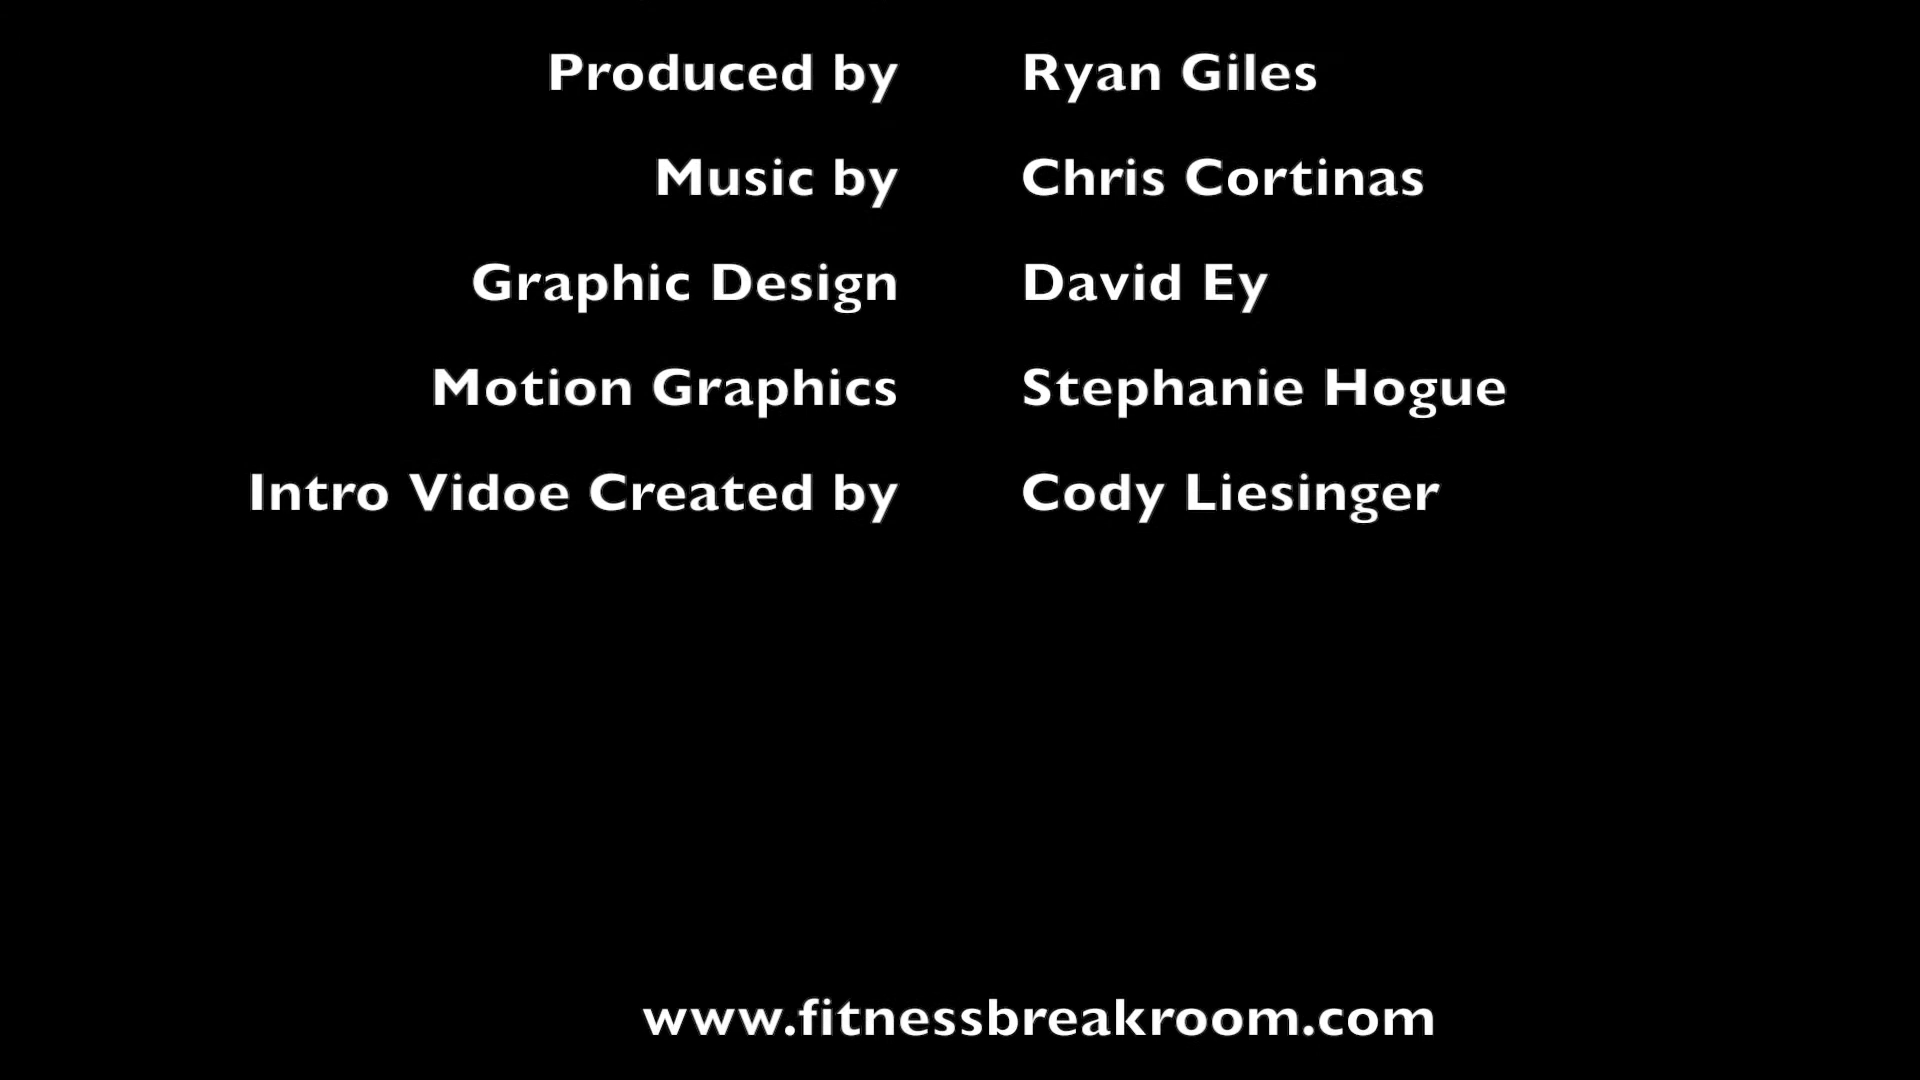 Produced by Ryan Giles
Music by Chris Cortinas
Graphic Design David Ey
Motion Graphics Stephanie Hogue
Intro Vidoe Created by Cody Liesinger
www.fitnessbreakroom.com